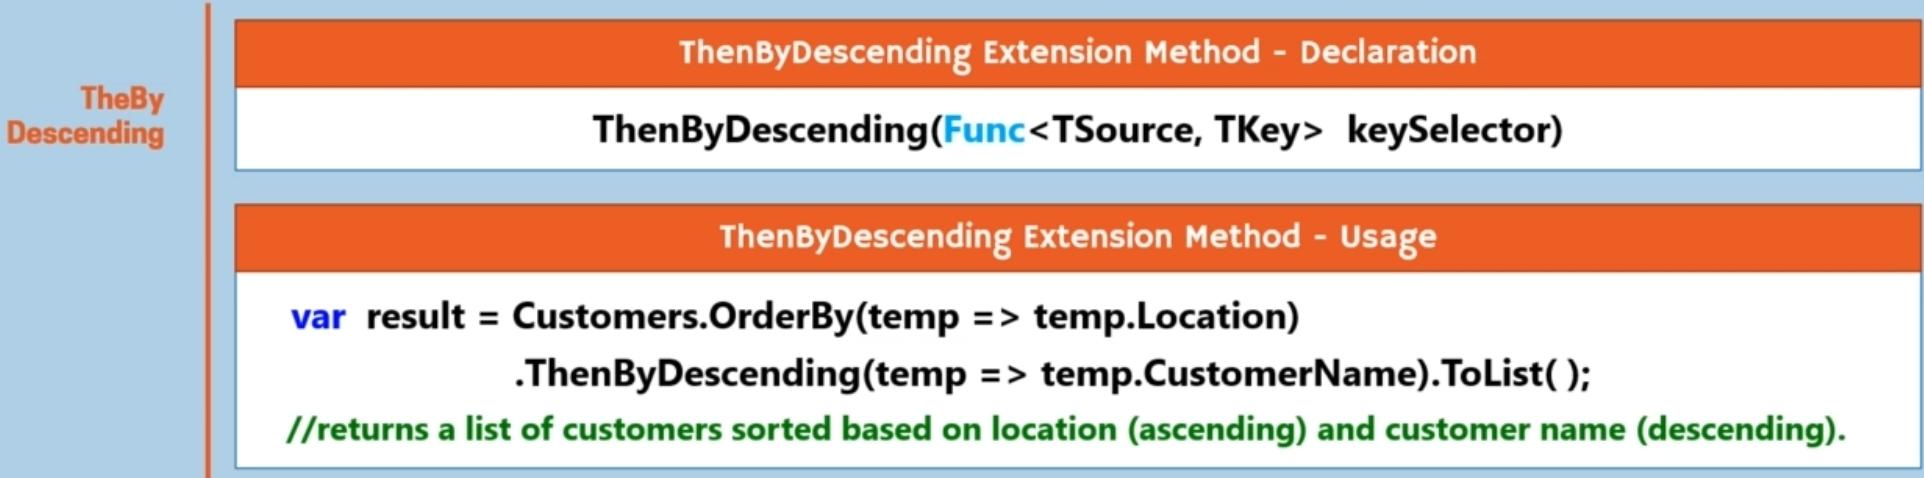 TheBy
Descending
ThenByDescending Extension Method - Declaration
ThenByDescending(Func<TSource, TKey> keySelector)
ThenByDescending Extension Method - Usage
var result = Customers.OrderBy(temp => temp.Location)
.ThenByDescending(temp => temp.CustomerName).ToList( );
//returns a list of customers sorted based on location (ascending) and customer name (descending).